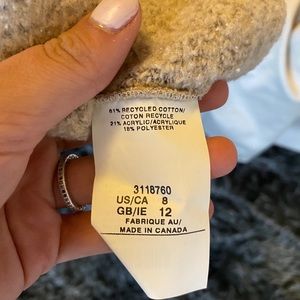 61% RECYCLED COTTON/
COTON RECYCLE
21% ACRYLIC/ACRYLIQUE
18% POLYESTER
3118760
US/CA 8
GB/IE 12
FABRIQUE AU/
MADE IN CANADA